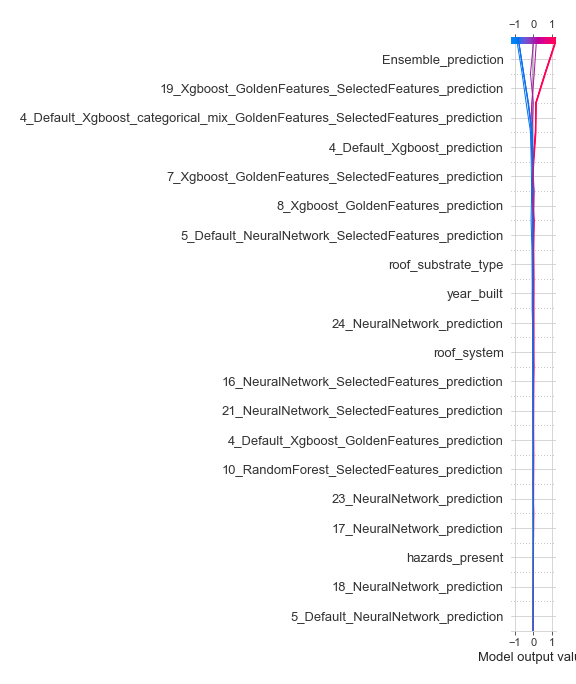 −1 0 1
Ensemble_prediction
19_Xgboost_GoldenFeatures_SelectedFeatures_prediction
4_Default_Xgboost_categorical_mix_GoldenFeatures_SelectedFeatures_prediction
4_Default_Xgboost_prediction
7_Xgboost_GoldenFeatures_SelectedFeatures_prediction
8_Xgboost_GoldenFeatures_prediction
5_Default_NeuralNetwork_SelectedFeatures_prediction
roof_substrate_type
year_built
24_NeuralNetwork_prediction
roof_system
16_NeuralNetwork_SelectedFeatures_prediction
21_NeuralNetwork_SelectedFeatures_prediction
4_Default_Xgboost_GoldenFeatures_prediction
10_RandomForest_SelectedFeatures_prediction
23_NeuralNetwork_prediction
17_NeuralNetwork_prediction
hazards_present
18_NeuralNetwork_prediction
5_Default_NeuralNetwork_prediction
−1 0 1
Model output valu